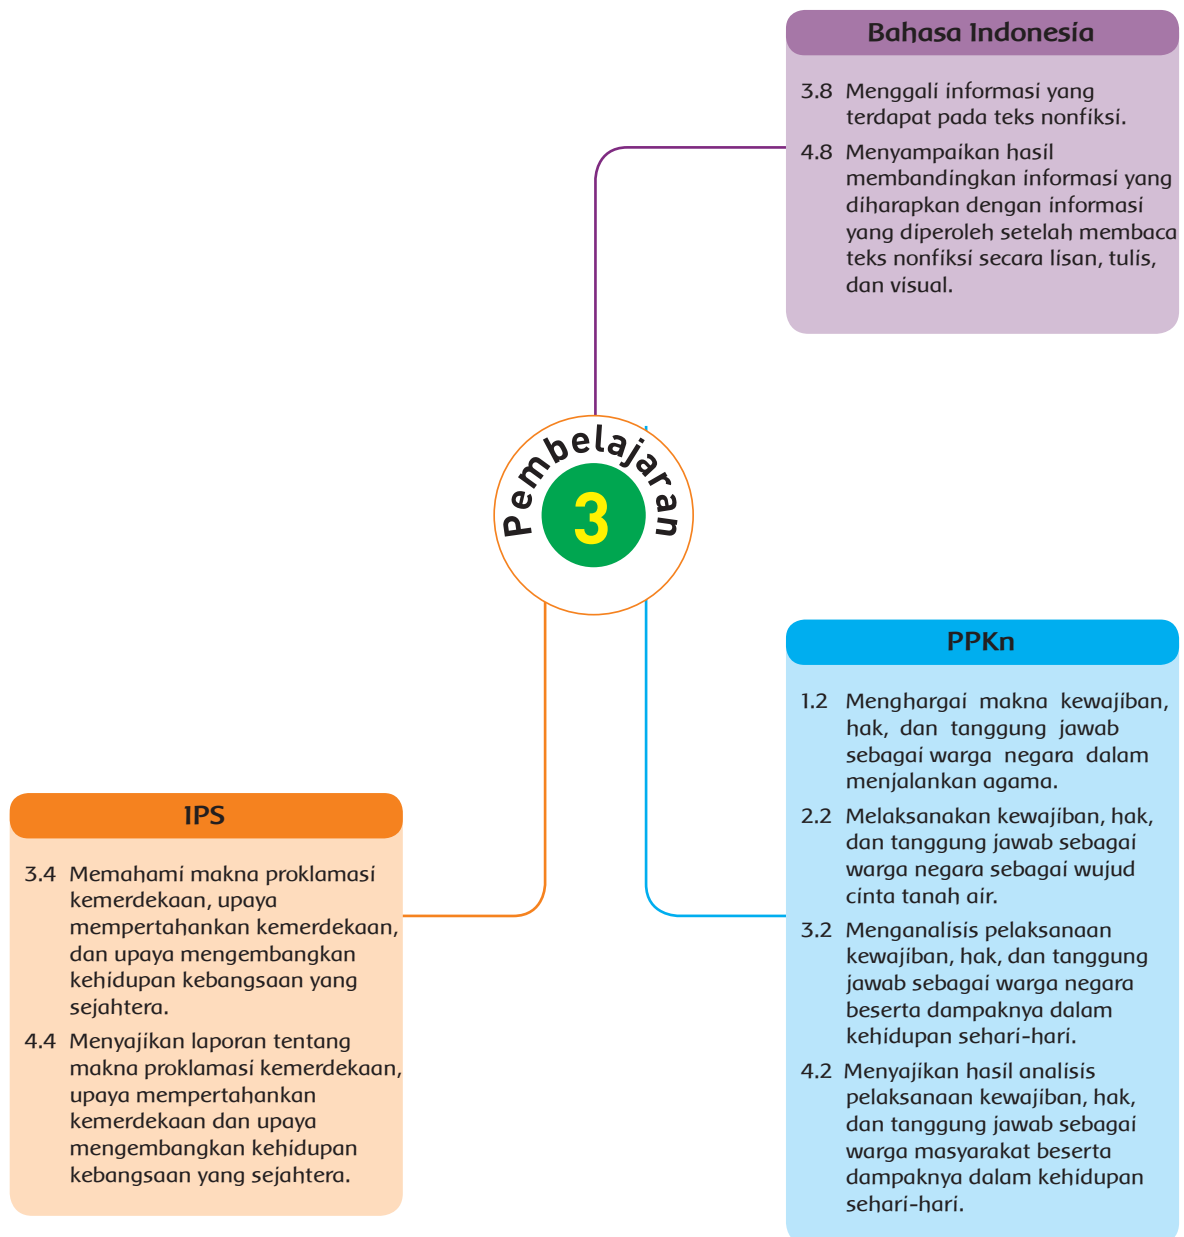 Bahasa Indonesia
3.8 Menggali informasi yang
terdapat pada teks nonfiksi.
4.8 Menyampaikan hasil
membandingkan informasi yang
diharapkan dengan informasi
yang diperoleh setelah membaca
teks nonfiksi secara lisan, tulis,
dan visual.
Pembelajaran
3
PPKn
1.2 Menghargai makna kewajiban,
hak, dan tanggung jawab
sebagai warga negara dalam
menjalankan agama.
2.2 Melaksanakan kewajiban, hak,
dan tanggung jawab sebagai
warga negara sebagai wujud
cinta tanah air.
3.2 Menganalisis pelaksanaan
kewajiban, hak, dan tanggung
jawab sebagai warga negara
beserta dampaknya dalam
kehidupan sehari-hari.
4.2 Menyajikan hasil analisis
pelaksanaan kewajiban, hak,
dan tanggung jawab sebagai
warga masyarakat beserta
dampaknya dalam kehidupan
sehari-hari.
IPS
3.4 Memahami makna proklamasi
kemerdekaan, upaya
mempertahankan kemerdekaan,
dan upaya mengembangkan
kehidupan kebangsaan yang
sejahtera.
4.4 Menyajikan laporan tentang
makna proklamasi kemerdekaan,
upaya mempertahankan
kemerdekaan dan upaya
mengembangkan kehidupan
kebangsaan yang sejahtera.